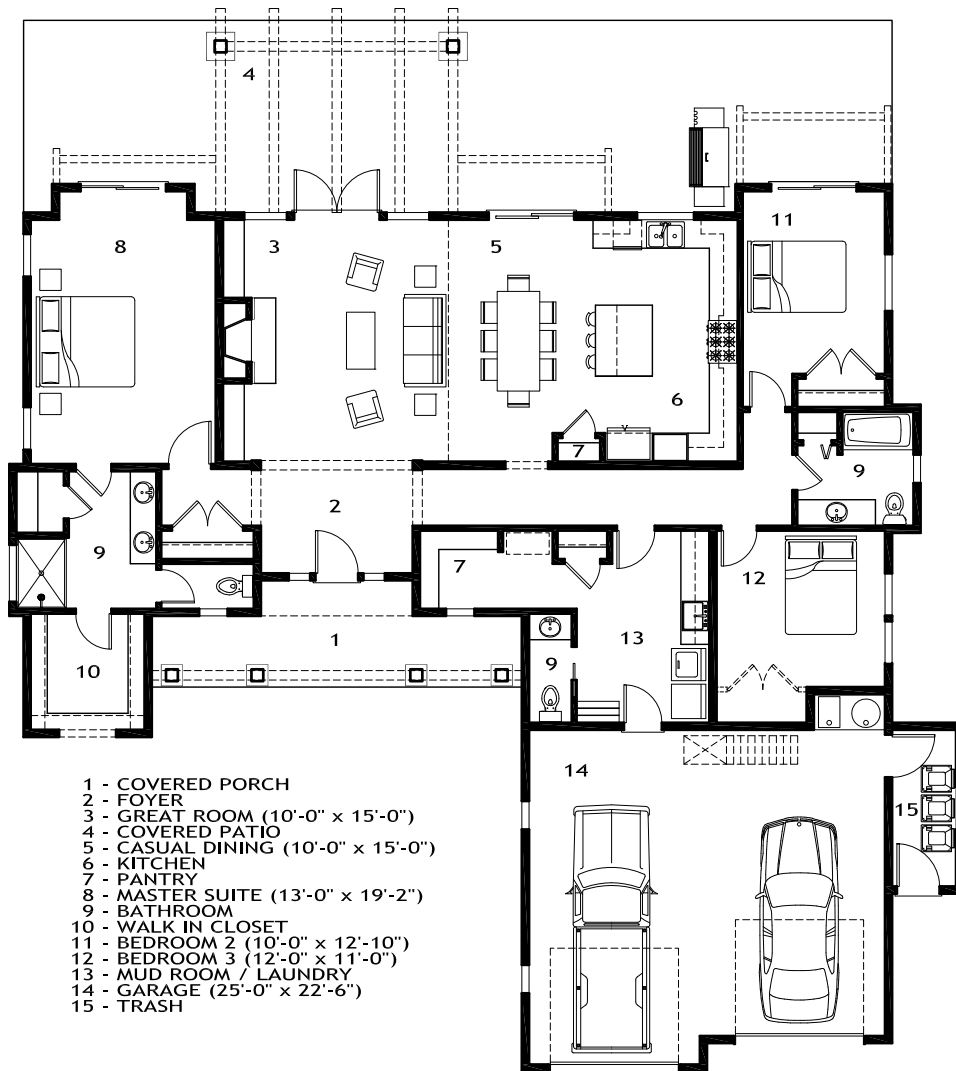 4
8
3
5
11
6
7
9
2
9
7
12
1
13
9
10
14
15
1 - COVERED PORCH
2 - FOYER
3 - GREAT ROOM (10'-0" x 15'-0")
4 - COVERED PATIO
5 - CASUAL DINING (10'-0" x 15'-0")
6 - KITCHEN
7 - PANTRY
8 - MASTER SUITE (13'-0" x 19'-2")
9 - BATHROOM
10 - WALK IN CLOSET
11 - BEDROOM 2 (10'-0" x 12'-10")
12 - BEDROOM 3 (12'-0" x 11'-0")
13 - MUD ROOM / LAUNDRY
14 - GARAGE (25'-0" x 22'-6")
15 - TRASH